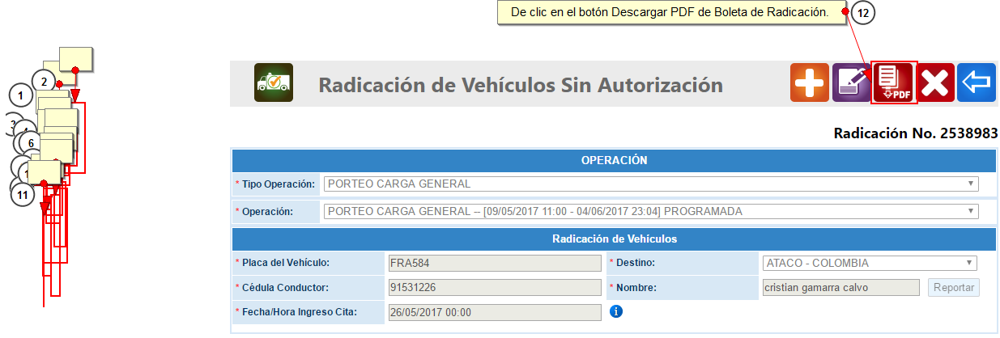 De clic en el botón Descargar PDF de Boleta de Radicación.
12
2
1
3
4
6
1
11
Radicación de Vehículos Sin Autorización
PDF
Radicación No. 2538983
OPERACIÓN
* Tipo Operación: PORTEO CARGA GENERAL
* Operación: PORTEO CARGA GENERAL -- [09/05/2017 11:00 - 04/06/2017 23:04] PROGRAMADA
Radicación de Vehículos
* Placa del Vehículo: FRA584 * Destino: ATACO - COLOMBIA
* Cédula Conductor: 91531226 * Nombre: cristian gamarra calvo Reportar
* Fecha/Hora Ingreso Cita: 26/05/2017 00:00